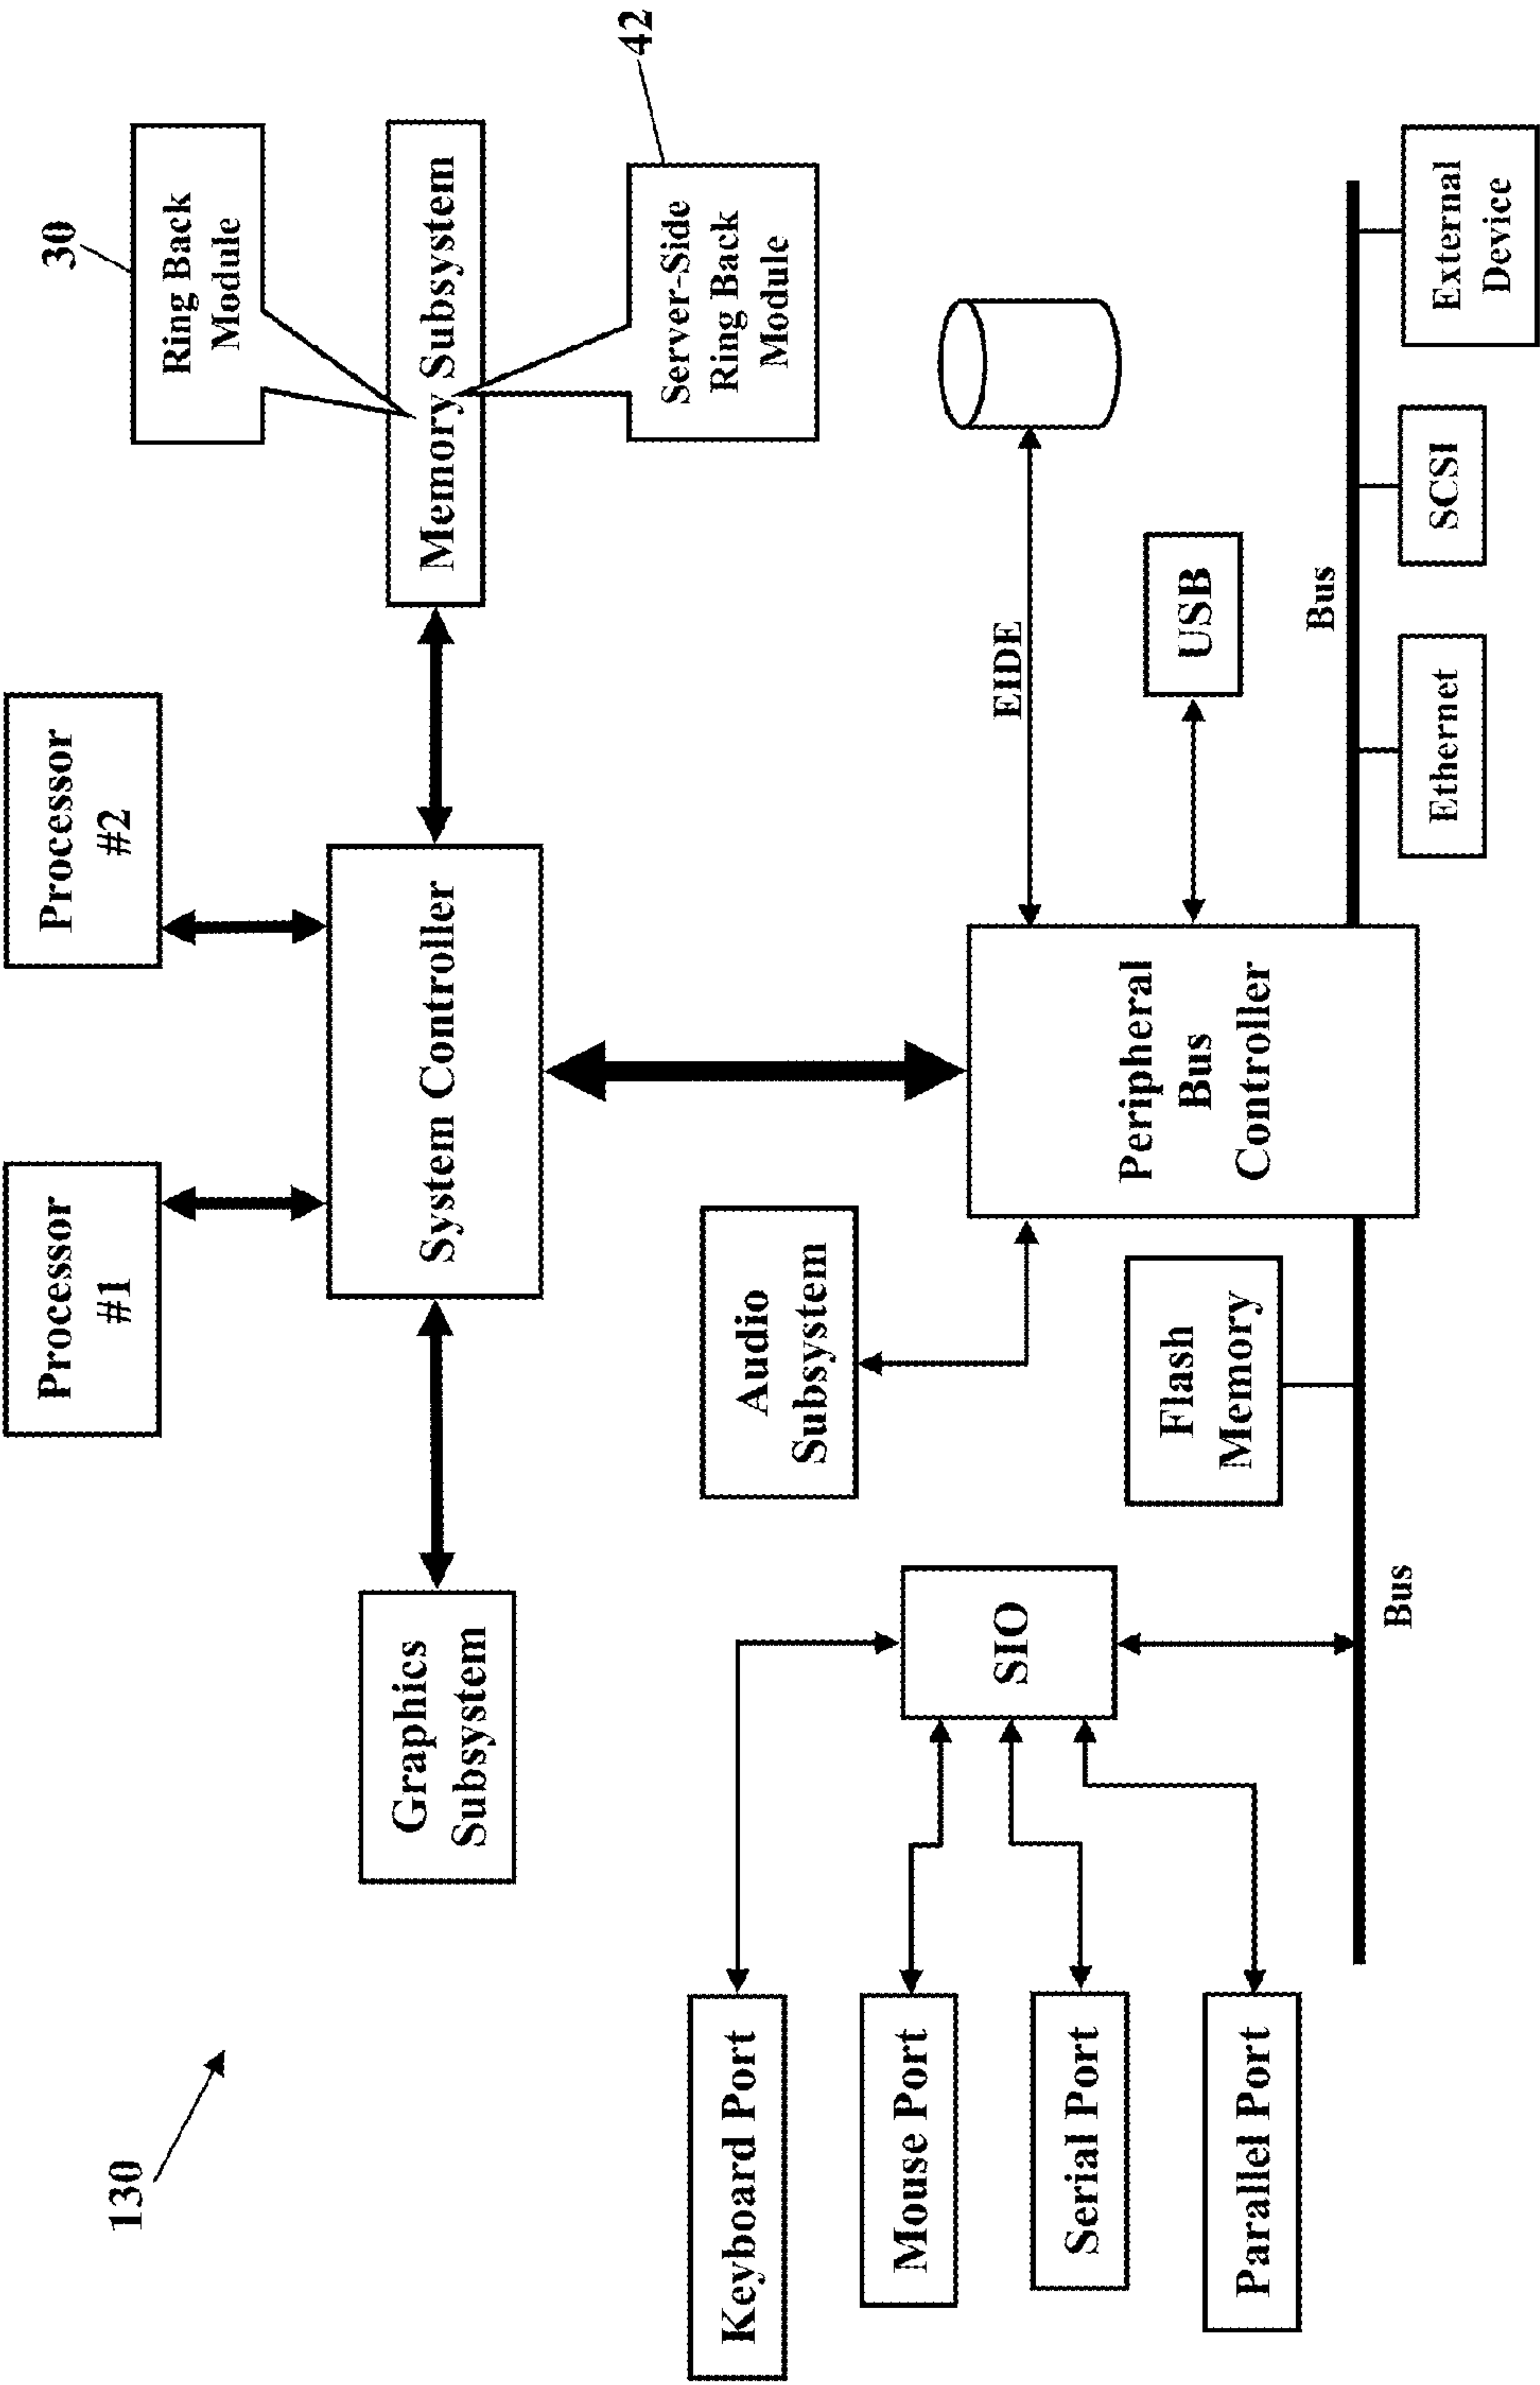 130
Processor
#1
Processor
#2
30
Ring Back
Module
Graphics
Subsystem
System Controller
Memory Subsystem
42
Server-Side
Ring Back
Module
Keyboard Port
Mouse Port
Serial Port
Parallel Port
SIO
Audio
Subsystem
Flash
Memory
Bus
Peripheral
Bus
Controller
EIDE
USB
Bus
Ethernet
SCSI
External
Device